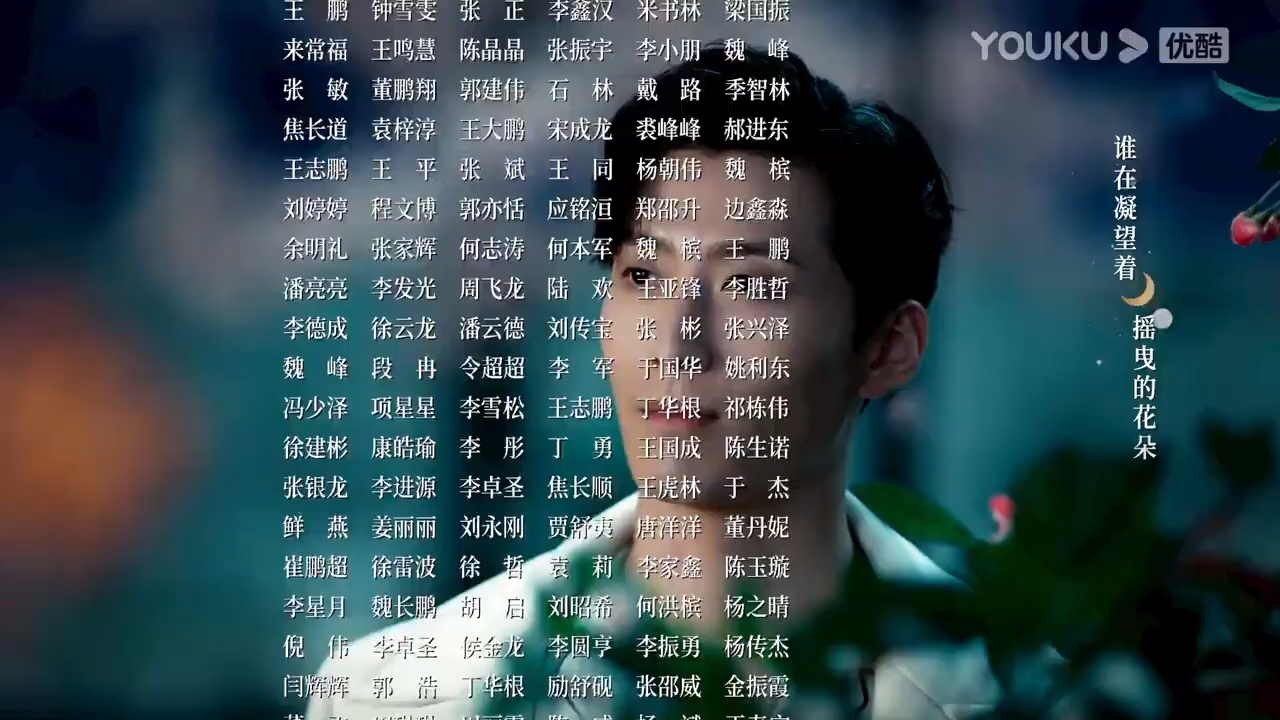 王鹏 钟雪雯 张正 李鑫汉 米书林 梁国振
来常福 王鸣慧 陈晶晶 张振宇 李小朋 魏峰
张敏 董鹏翔 郭建伟 石林 戴路 季智林
焦长道 袁梓淳 王大鹏 宋成龙 裘峰峰 郝进东
王志鹏 王平 张斌 王同 杨朝伟 魏槟
刘婷婷 程文博 郭亦恬 应铭洹 郑邵升 边鑫淼
余明礼 张家辉 何志涛 何本军 魏槟 王鹏
潘亮亮 李发光 周飞龙 陆欢 王亚锋 李胜哲
李德成 徐云龙 潘云德 刘传宝 张彬 张兴泽
魏峰 段冉 令超超 李军 于国华 姚利东
冯少泽 项星星 李雪松 王志鹏 丁华根 祁栋伟
徐建彬 康皓瑜 李彤 丁勇 王国成 陈生诺
张银龙 李进源 李卓圣 焦长顺 王虎林 于杰
鲜燕 姜丽丽 刘永刚 贾舒夷 唐洋洋 董丹妮
崔鹏超 徐雷波 徐哲 袁莉 李家鑫 陈玉璇
李星月 魏长鹏 胡启 刘昭希 何洪槟 杨之晴
倪伟 李卓圣 侯金龙 李圆亨 李振勇 杨传杰
闫辉辉 郭浩 丁华根 励舒砚 张邵威 金振霞
YOUKU 优酷
谁在凝望着
摇曳的花朵